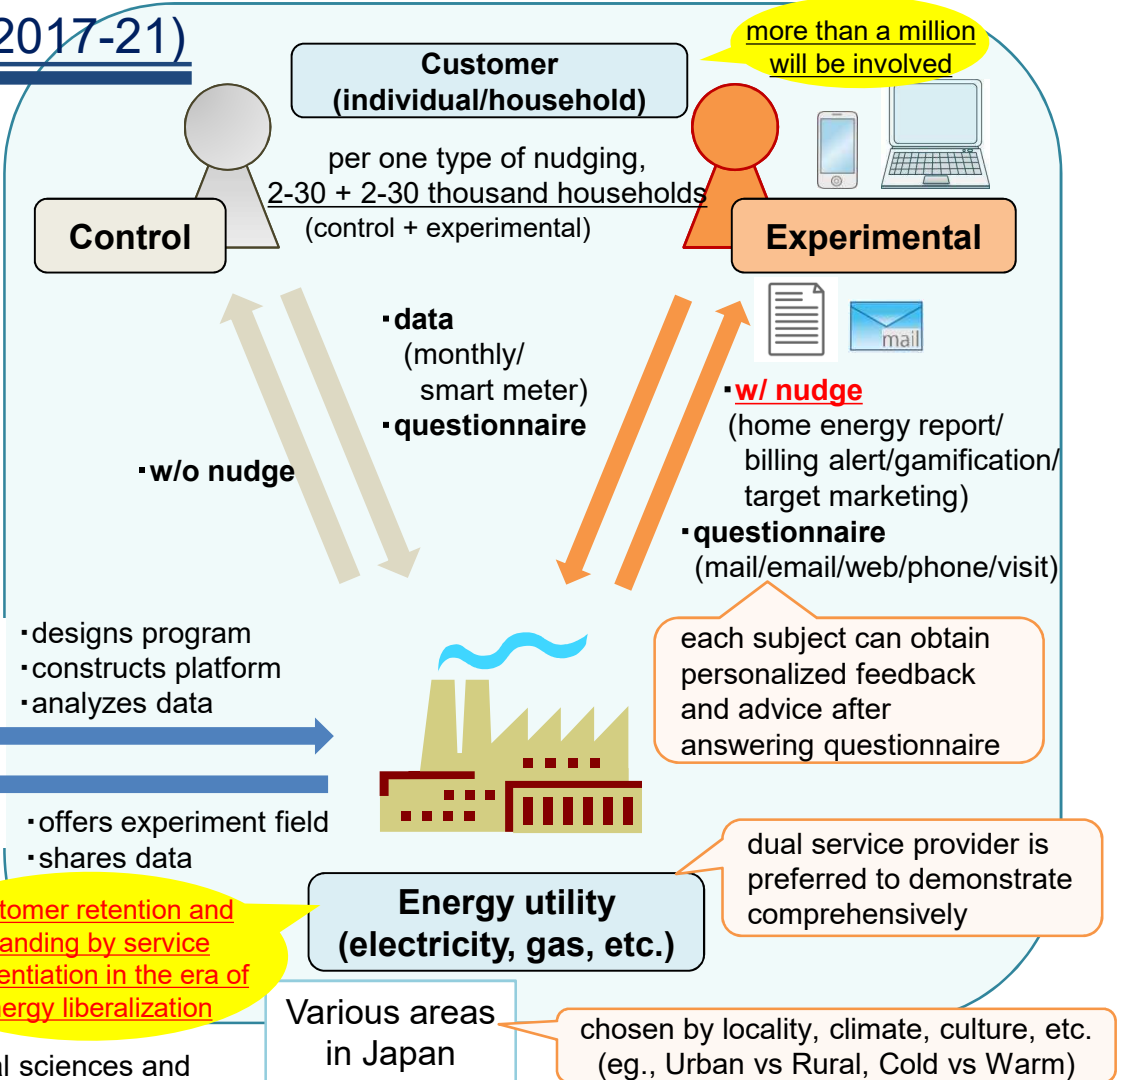 2017-21)
more than a million
will be involved
Customer
(individual/household)
per one type of nudging,
2-30 + 2-30 thousand households
(control + experimental)
Control
Experimental
mail
・data
(monthly/
smart meter)
・questionnaire
・w/o nudge
・w/ nudge
(home energy report/
billing alert/gamification/
target marketing)
・questionnaire
(mail/email/web/phone/visit)
each subject can obtain
personalized feedback
and advice after
answering questionnaire
・designs program
・constructs platform
・analyzes data
・offers experiment field
・shares data
dual service provider is
preferred to demonstrate
comprehensively
Energy utility
(electricity, gas, etc.)
tomer retention and
anding by service
entiation in the era of
ergy liberalization
Various areas
in Japan
chosen by locality, climate, culture, etc.
(eg., Urban vs Rural, Cold vs Warm)
al sciences and